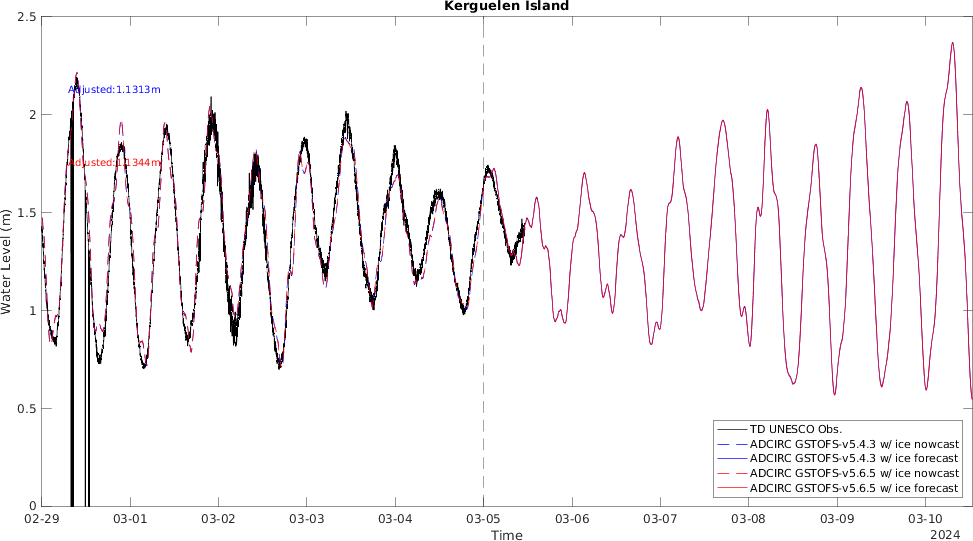 Kerguelen Island
2.5
2
1.5
1
0.5
0
Water Level (m)
Adjusted:1.1313m
Adjusted:1.1344m
TD UNESCO Obs.
ADCIRC GSTOFS-v5.4.3 w/ ice nowcast
ADCIRC GSTOFS-v5.4.3 w/ ice forecast
ADCIRC GSTOFS-v5.6.5 w/ ice nowcast
ADCIRC GSTOFS-v5.6.5 w/ ice forecast
02-29 03-01 03-02 03-03 03-04 03-05 03-06 03-07 03-08 03-09 03-10
Time
2024